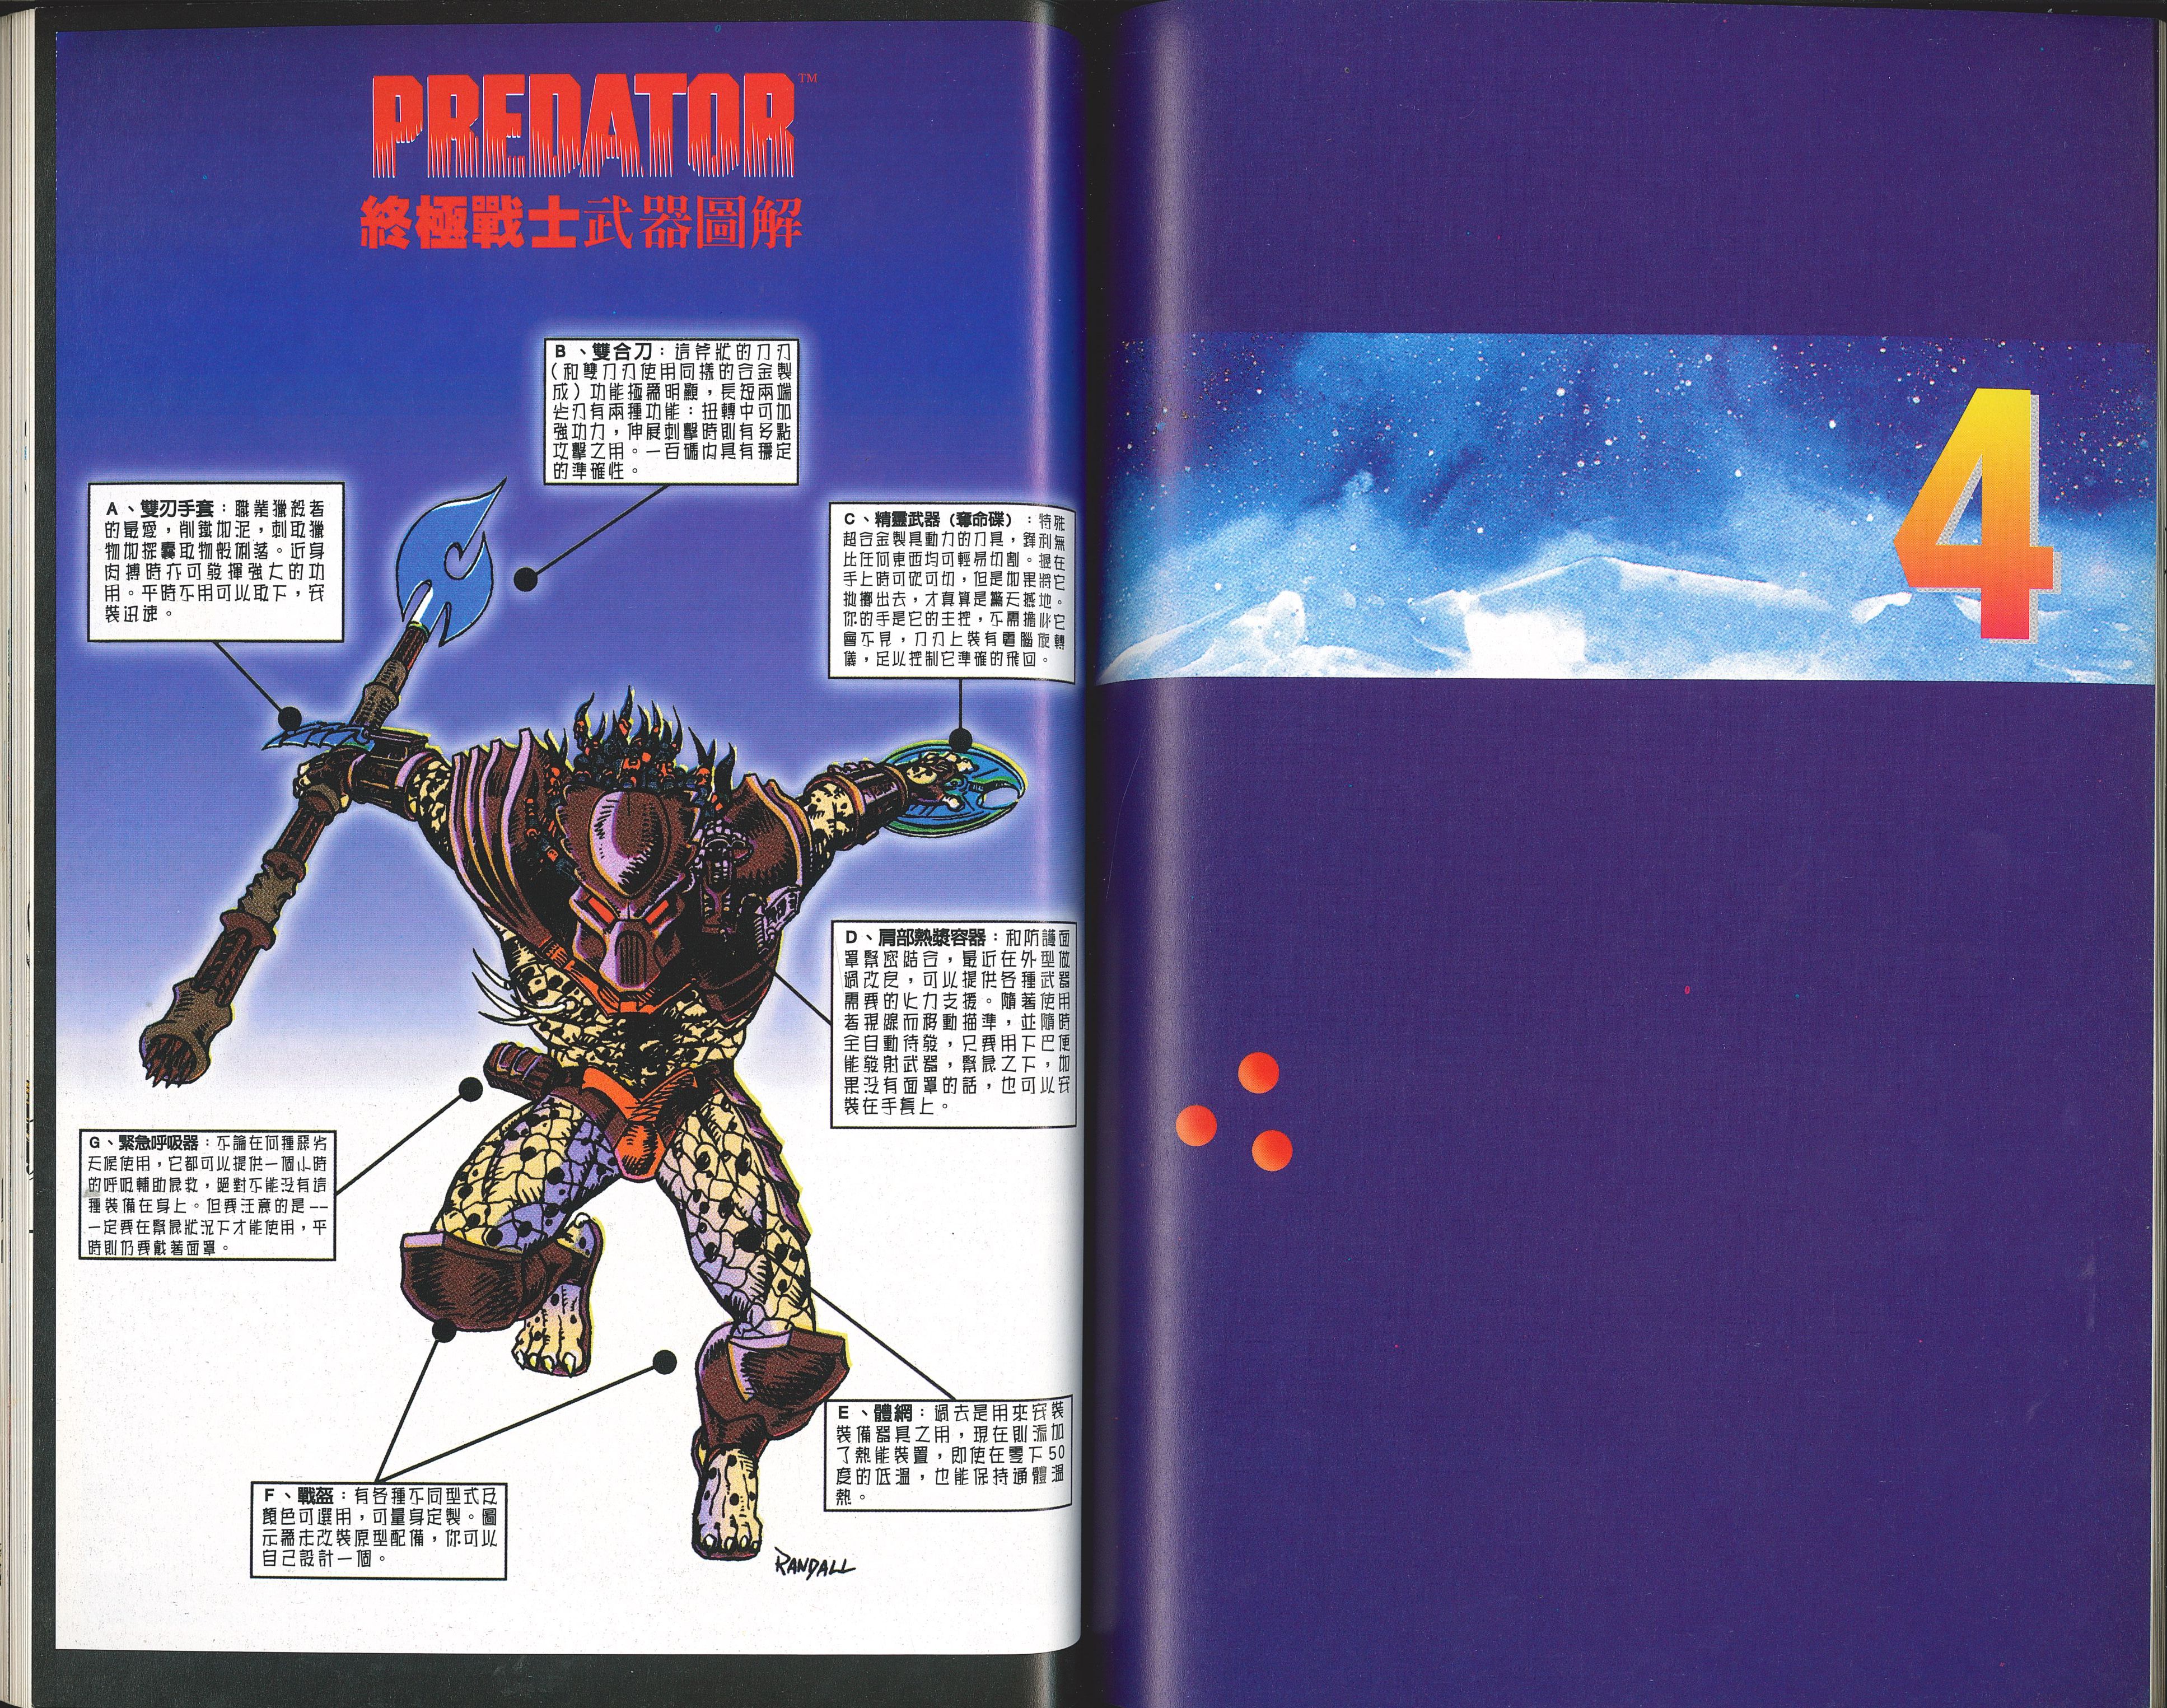 PREDATOR™
終極戰士武器圖解
B、雙合刀：這斧狀的刀刃
(和雙刀刃使用同樣的合金製
成)功能極為明顯，長短兩端
尖刃有兩種功能：扭轉中可加
強功力，伸展刺擊時則有多點
攻擊之用。一百碼內具有穩定
的準確性。
A、雙刃手套：職業獵殺者
的最愛，削鐵如泥，刺取獵
物如探囊取物般俐落。近身
肉搏時亦可發揮強大的功
用。平時不用可以取下，安
裝迅速。
C、精靈武器(奪命碟)：特殊
超合金製具動力的刀具，鋒利無
比任何東西均可輕易切割。握在
手上時可砍可切，但是如果將它
拋擲出去，才真算是驚天撼地。
你的手是它的主控，不需擔心它
會不見，刀刃上裝有電腦旋轉
儀，足以控制它準確的飛回。
D、肩部熱漿容器：和防護面
罩緊密結合，最近在外型做
過改良，可以提供各種武器
需要的火力支援。隨著使用
者視線而移動描準，並隨時
全自動待發，只要用下巴便
能發射武器，緊急之下，如
果沒有面罩的話，也可以安
裝在手套上。
G、緊急呼吸器：不論在何種惡劣
天候使用，它都可以提供一個小時
的呼吸輔助急救，絕對不能沒有這
種裝備在身上。但要注意的是--
一定要在緊急狀況下才能使用，平
時則仍要戴著面罩。
E、體網：過去是用來安裝
裝備器具之用，現在則添加
了熱能裝置，即使在零下50
度的低溫，也能保持通體溫
熱。
F、戰盔：有各種不同型式及
顏色可選用，可量身定製。圖
示為未改裝原型配備，你可以
自己設計一個。
RANDALL
4